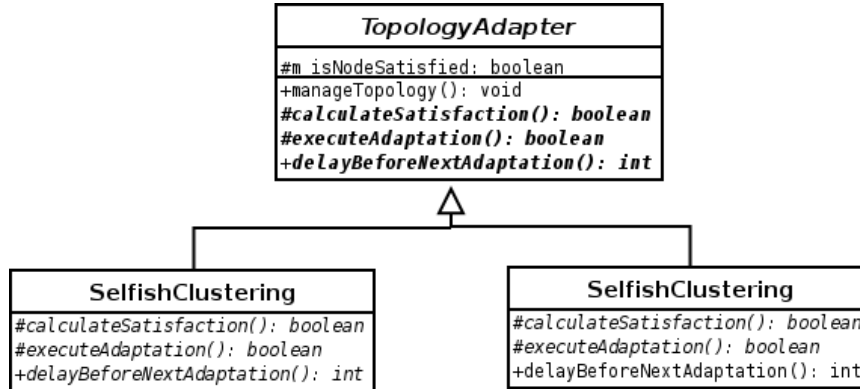 TopologyAdapter
#m_isNodeSatisfied: boolean
+manageTopology(): void
#calculateSatisfaction(): boolean
#executeAdaptation(): boolean
+delayBeforeNextAdaptation(): int
SelfishClustering
#calculateSatisfaction(): boolean
#executeAdaptation(): boolean
+delayBeforeNextAdaptation(): int
SelfishClustering
#calculateSatisfaction(): boolean
#executeAdaptation(): boolean
+delayBeforeNextAdaptation(): int